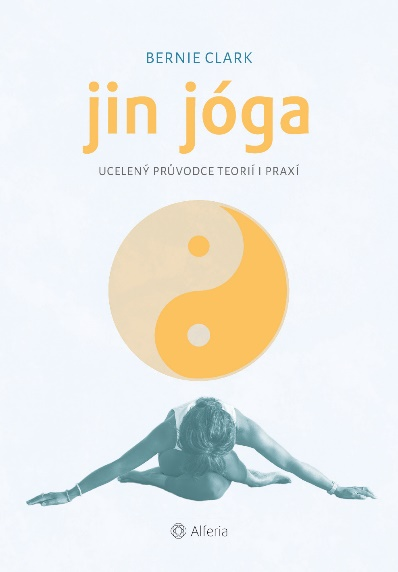 BERNIE CLARK
jin jóga
UCELENÝ PRŮVODCE TEORIÍ I PRAXÍ
Alferia